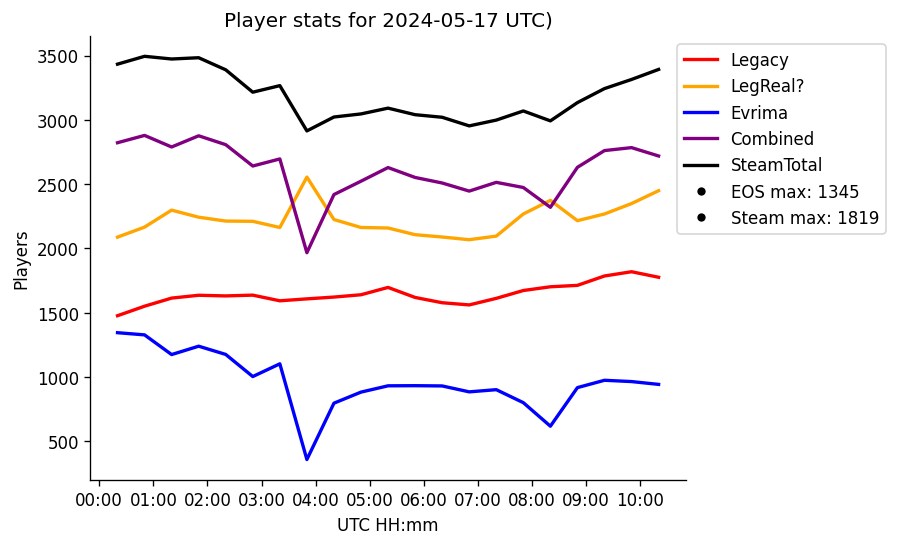 Player stats for 2024-05-17 UTC)
Legacy
LegReal?
Evrima
Combined
SteamTotal
EOS max: 1345
Steam max: 1819
Players
3500
3000
2500
2000
1500
1000
500
00:00 01:00 02:00 03:00 04:00 05:00 06:00 07:00 08:00 09:00 10:00
UTC HH:mm